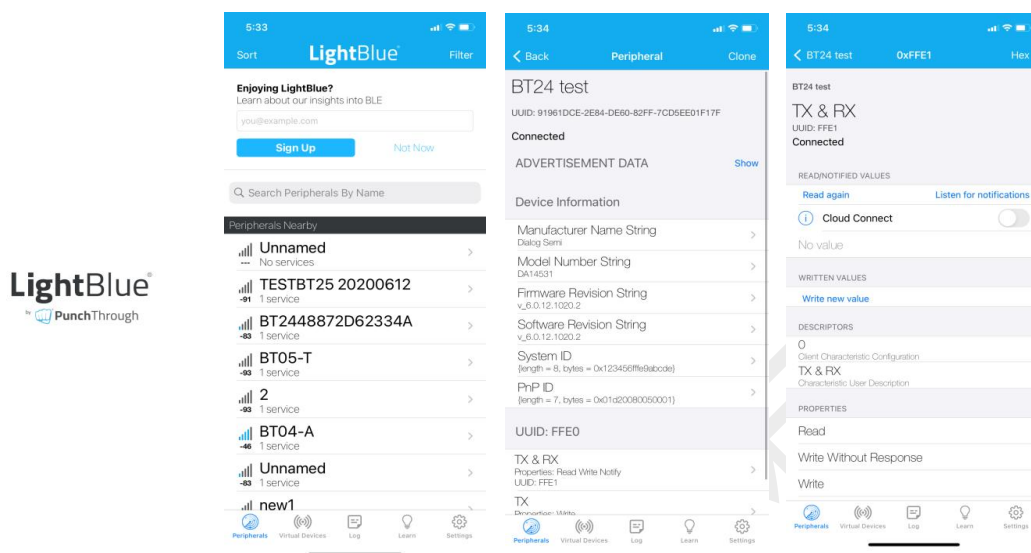 LightBlue®
by PunchThrough
5:33
Sort LightBlue® Filter
Enjoying LightBlue?
Learn about our insights into BLE
you@example.com
Sign Up Not Now
Search Peripherals By Name
Peripherals Nearby
Unnamed
--- No services
TESTBT25 20200612
-91 1 service
BT2448872D62334A
-83 1 service
BT05-T
-93 1 service
2
-93 1 service
BT04-A
-46 1 service
Unnamed
-83 1 service
new1
Peripherals Virtual Devices Log Learn Settings
5:34
Back Peripheral Clone
BT24 test
UUID: 91961DCE-2E84-DE60-82FF-7CD5EE01F17F
Connected
ADVERTISEMENT DATA Show
Device Information
Manufacturer Name String
Dialog Semi
Model Number String
DA14531
Firmware Revision String
v_6.0.12.1020.2
Software Revision String
v_6.0.12.1020.2
System ID
{length = 8, bytes = 0x123456fffe9abcde}
PnP ID
{length = 7, bytes = 0x01d20080050001}
UUID: FFE0
TX & RX
Properties: Read Write Notify
UUID: FFE1
TX
Properties: Write
Peripherals Virtual Devices Log Learn Settings
5:34
BT24 test 0xFFE1 Hex
BT24 test
TX & RX
UUID: FFE1
Connected
READ/NOTIFIED VALUES
Read again Listen for notifications
Cloud Connect
No value
WRITTEN VALUES
Write new value
DESCRIPTORS
0
Client Characteristic Configuration
TX & RX
Characteristic User Description
PROPERTIES
Read
Write Without Response
Write
Peripherals Virtual Devices Log Learn Settings